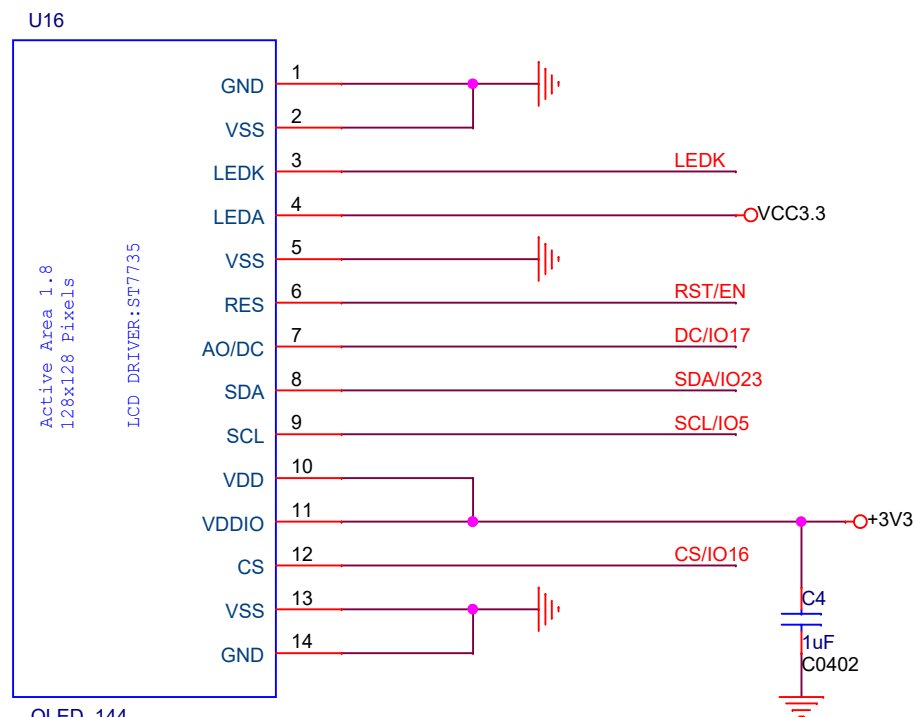 U16
GND 1
VSS 2
LEDK 3 LEDK
LEDA 4 VCC3.3
VSS 5
RES 6 RST/EN
AO/DC 7 DC/IO17
SDA 8 SDA/IO23
SCL 9 SCL/IO5
VDD 10
VDDIO 11 +3V3
CS 12 CS/IO16
VSS 13
GND 14
Active Area 1.8
128x128 Pixels
LCD DRIVER:ST7735
C4
1uF
C0402
OLED_144